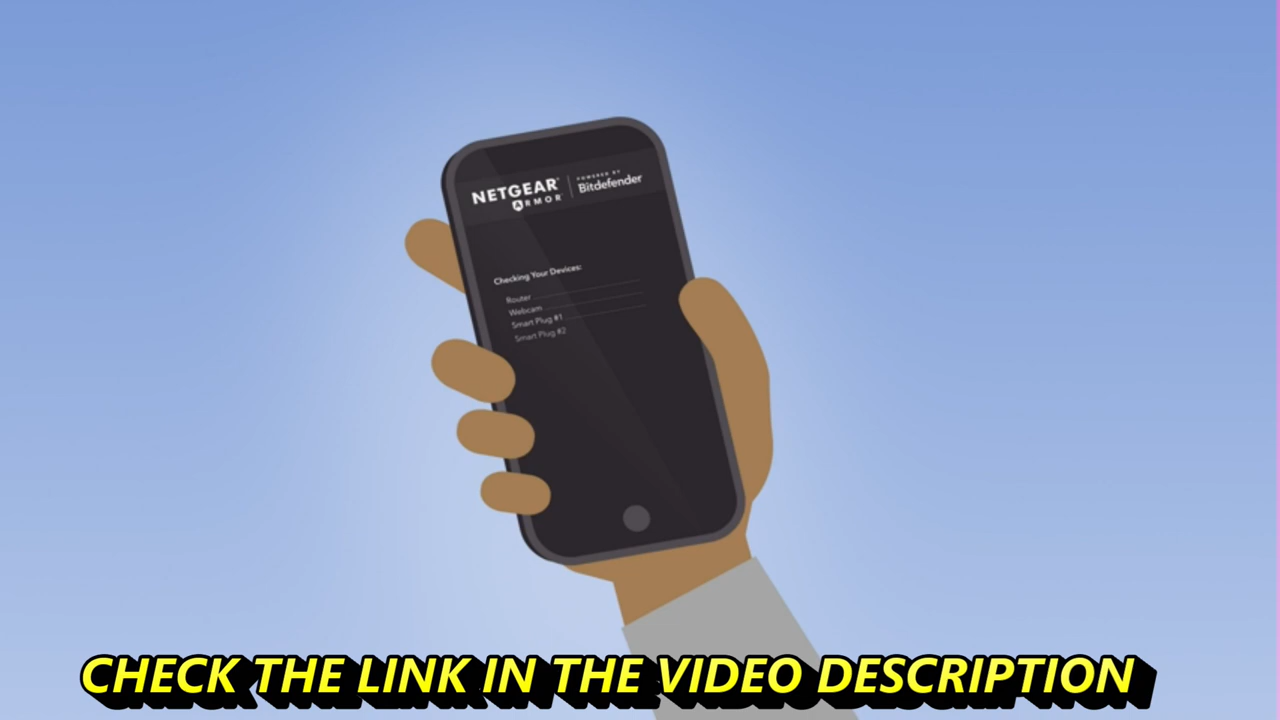 NETGEAR®
ARMOR
POWERED BY
Bitdefender
Checking Your Devices:
Router
Webcam
Smart Plug #1
Smart Plug #2
CHECK THE LINK IN THE VIDEO DESCRIPTION